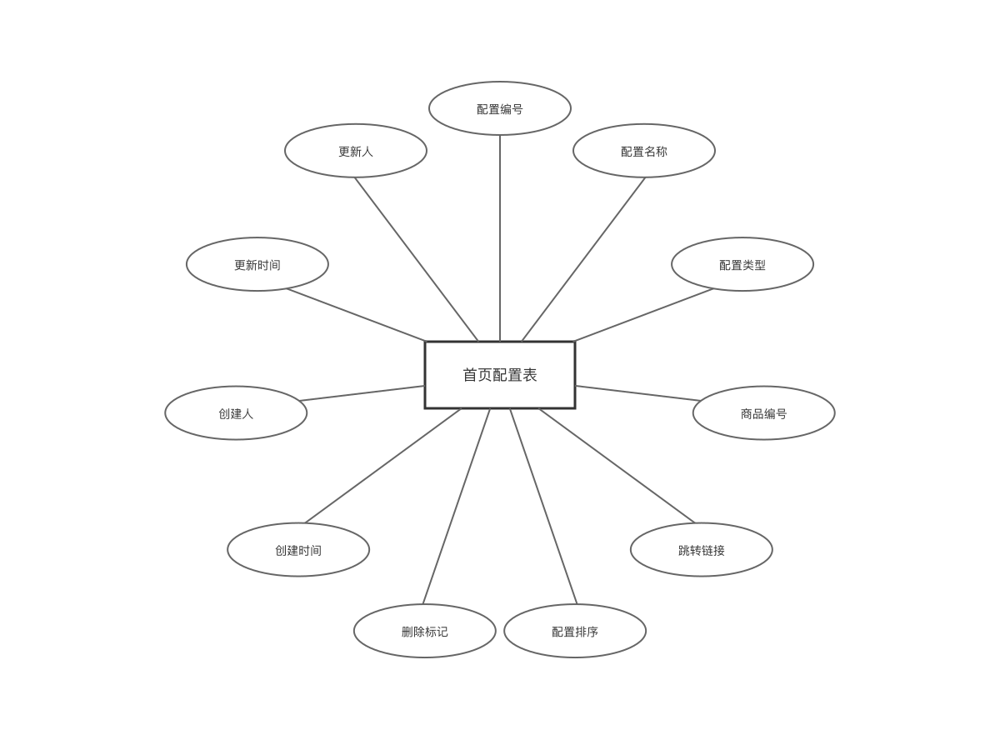 配置编号
更新人
配置名称
更新时间
配置类型
首页配置表
创建人
商品编号
创建时间
跳转链接
删除标记
配置排序